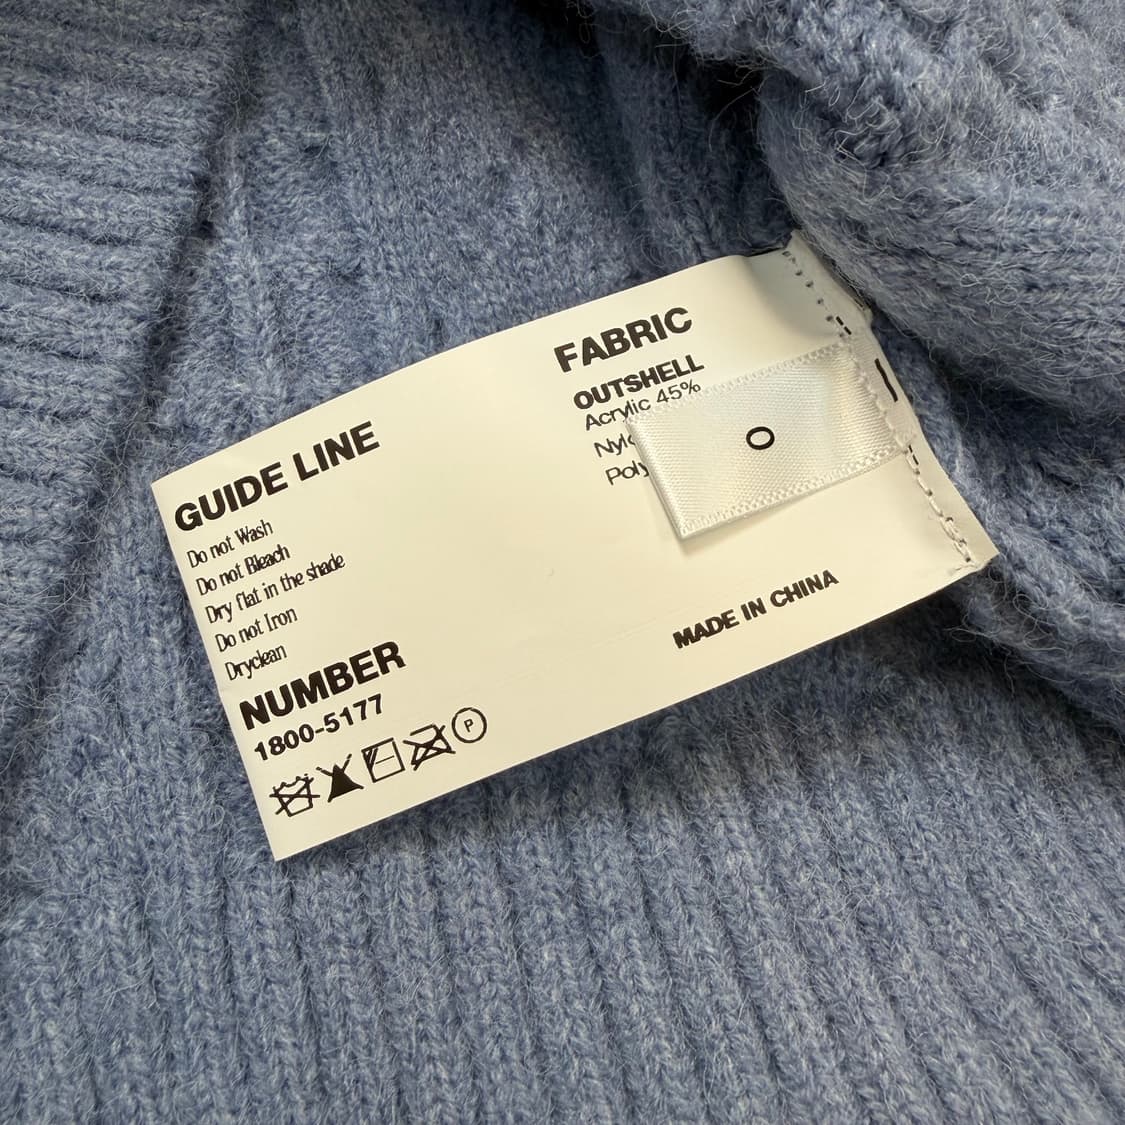 GUIDE LINE
Do not Wash
Do not Bleach
Dry flat in the shade
Do not Iron
Dryclean
NUMBER
1800-5177
P
FABRIC
OUTSHELL
Acrylic 45%
O
MADE IN CHINA